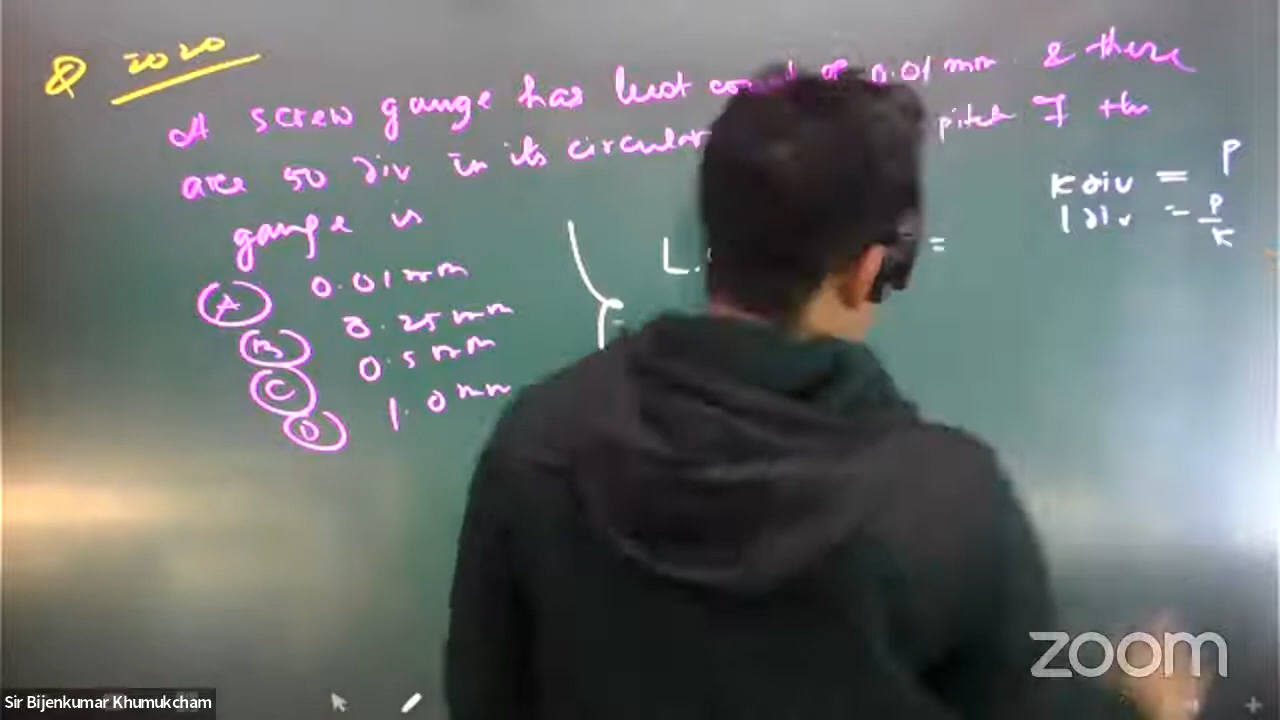 Q 2020
A screw gauge has least count of 0.01 mm & there
are 50 div in its circular pitch of the
gauge is
(A) 0.01 mm
(B) 0.25 mm
(C) 0.5 mm
(D) 1.0 mm
L.
=
K div = P
1 div = P/K
zoom
Sir Bijenkumar Khumukcham